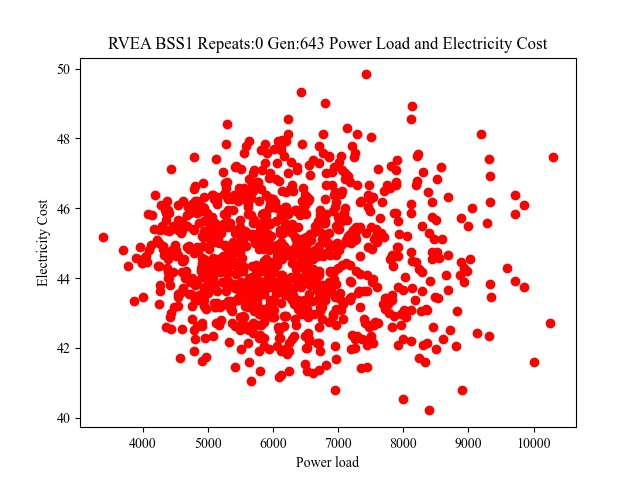 RVEA BSS1 Repeats:0 Gen:643 Power Load and Electricity Cost
50
48
46
44
42
40
Electricity Cost
4000 5000 6000 7000 8000 9000 10000
Power load